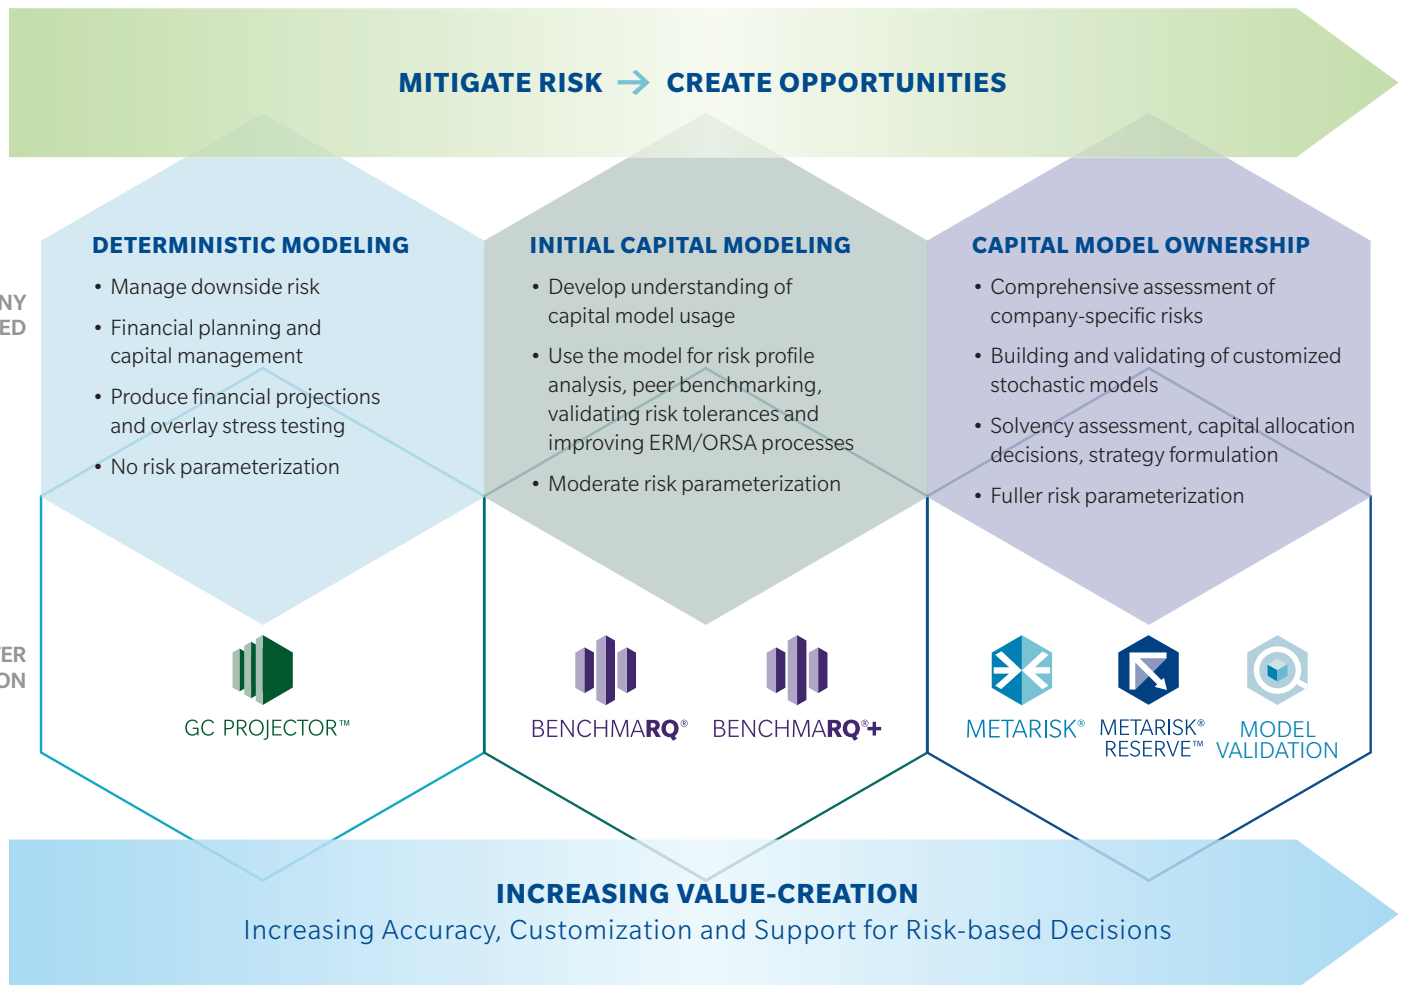 MITIGATE RISK → CREATE OPPORTUNITIES
DETERMINISTIC MODELING
• Manage downside risk
• Financial planning and
capital management
• Produce financial projections
and overlay stress testing
• No risk parameterization
INITIAL CAPITAL MODELING
• Develop understanding of
capital model usage
• Use the model for risk profile
analysis, peer benchmarking,
validating risk tolerances and
improving ERM/ORSA processes
• Moderate risk parameterization
CAPITAL MODEL OWNERSHIP
• Comprehensive assessment of
company-specific risks
• Building and validating of customized
stochastic models
• Solvency assessment, capital allocation
decisions, strategy formulation
• Fuller risk parameterization
NY
ED
TER
ON
GC PROJECTOR™
BENCHMARQ®
BENCHMARQ®+
METARISK®
METARISK®
RESERVE™
MODEL
VALIDATION
INCREASING VALUE-CREATION
Increasing Accuracy, Customization and Support for Risk-based Decisions